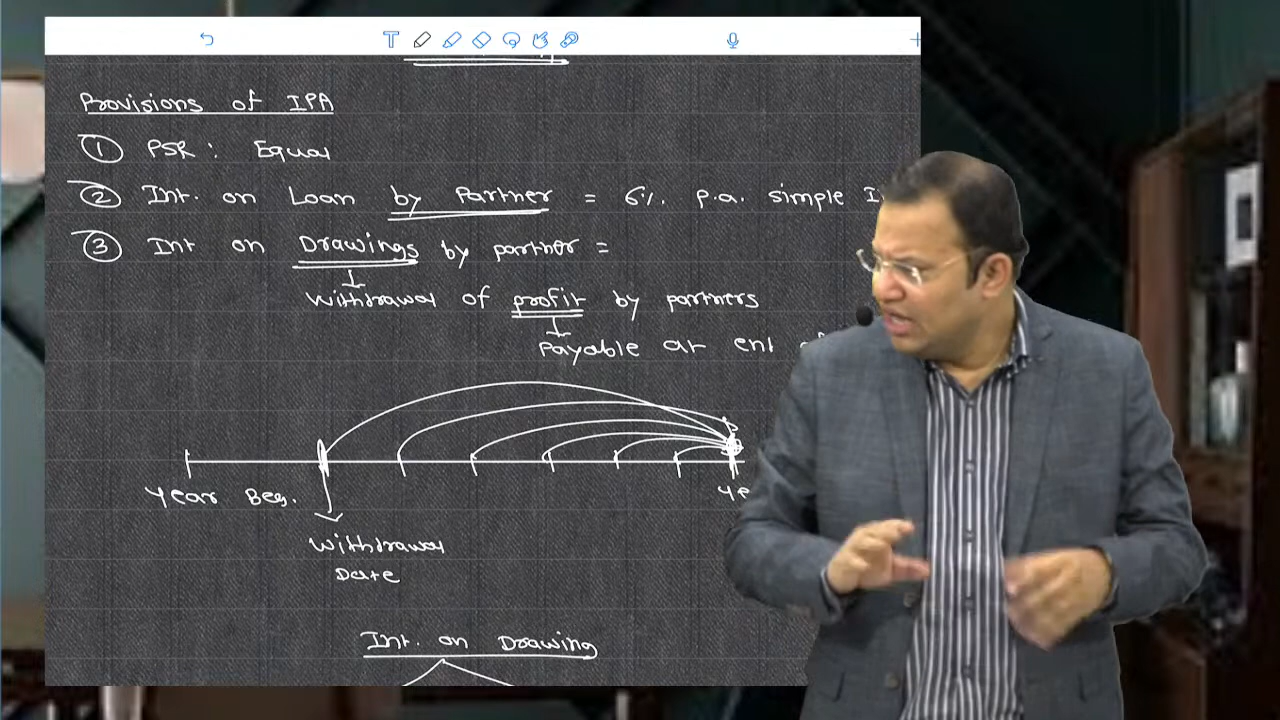 Provisions of IPA
① PSR: Equal
② Int. on Loan by Partner = 6%. p.a. simple
③ Int on Drawings by partner =
Withdrawal of profit by partners
Payable at end
Year Beg.
Withdrawal
Date
Int. on Drawing